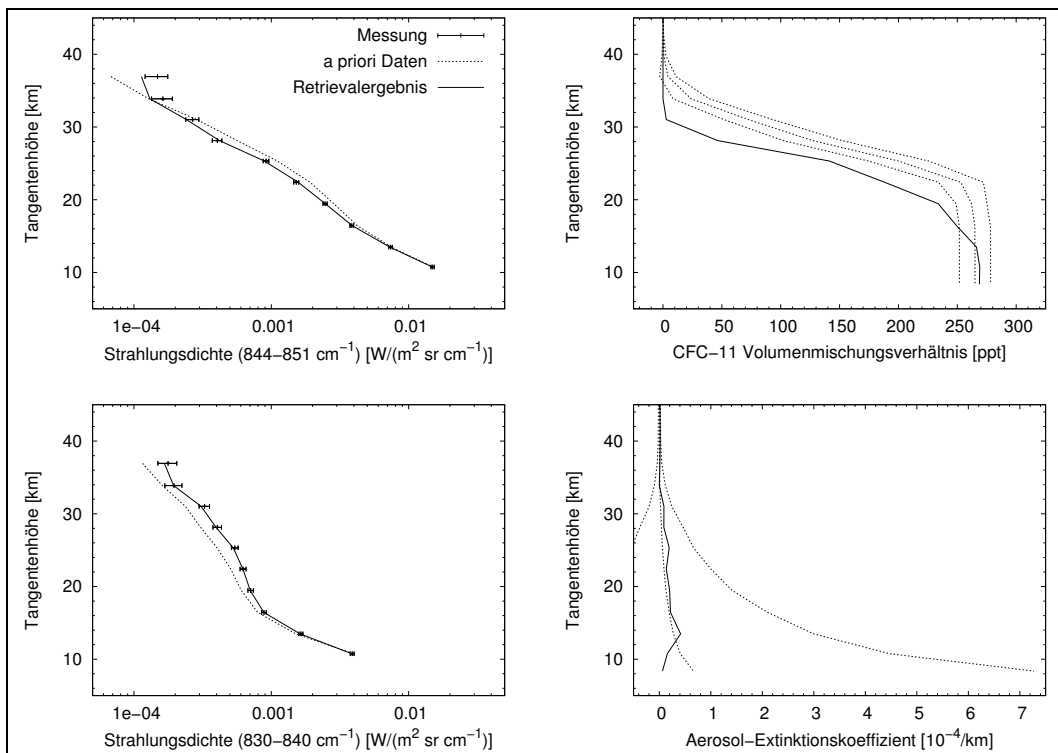 Messung
a priori Daten
Retrievalergebnis
Tangentenhöhe [km]
40
30
20
10
1e−04 0.001 0.01
Strahlungsdichte (844−851 cm⁻¹) [W/(m² sr cm⁻¹)]
Tangentenhöhe [km]
40
30
20
10
0 50 100 150 200 250 300
CFC−11 Volumenmischungsverhältnis [ppt]
Tangentenhöhe [km]
40
30
20
10
1e−04 0.001 0.01
Strahlungsdichte (830−840 cm⁻¹) [W/(m² sr cm⁻¹)]
Tangentenhöhe [km]
40
30
20
10
0 1 2 3 4 5 6 7
Aerosol−Extinktionskoeffizient [10⁻⁴/km]